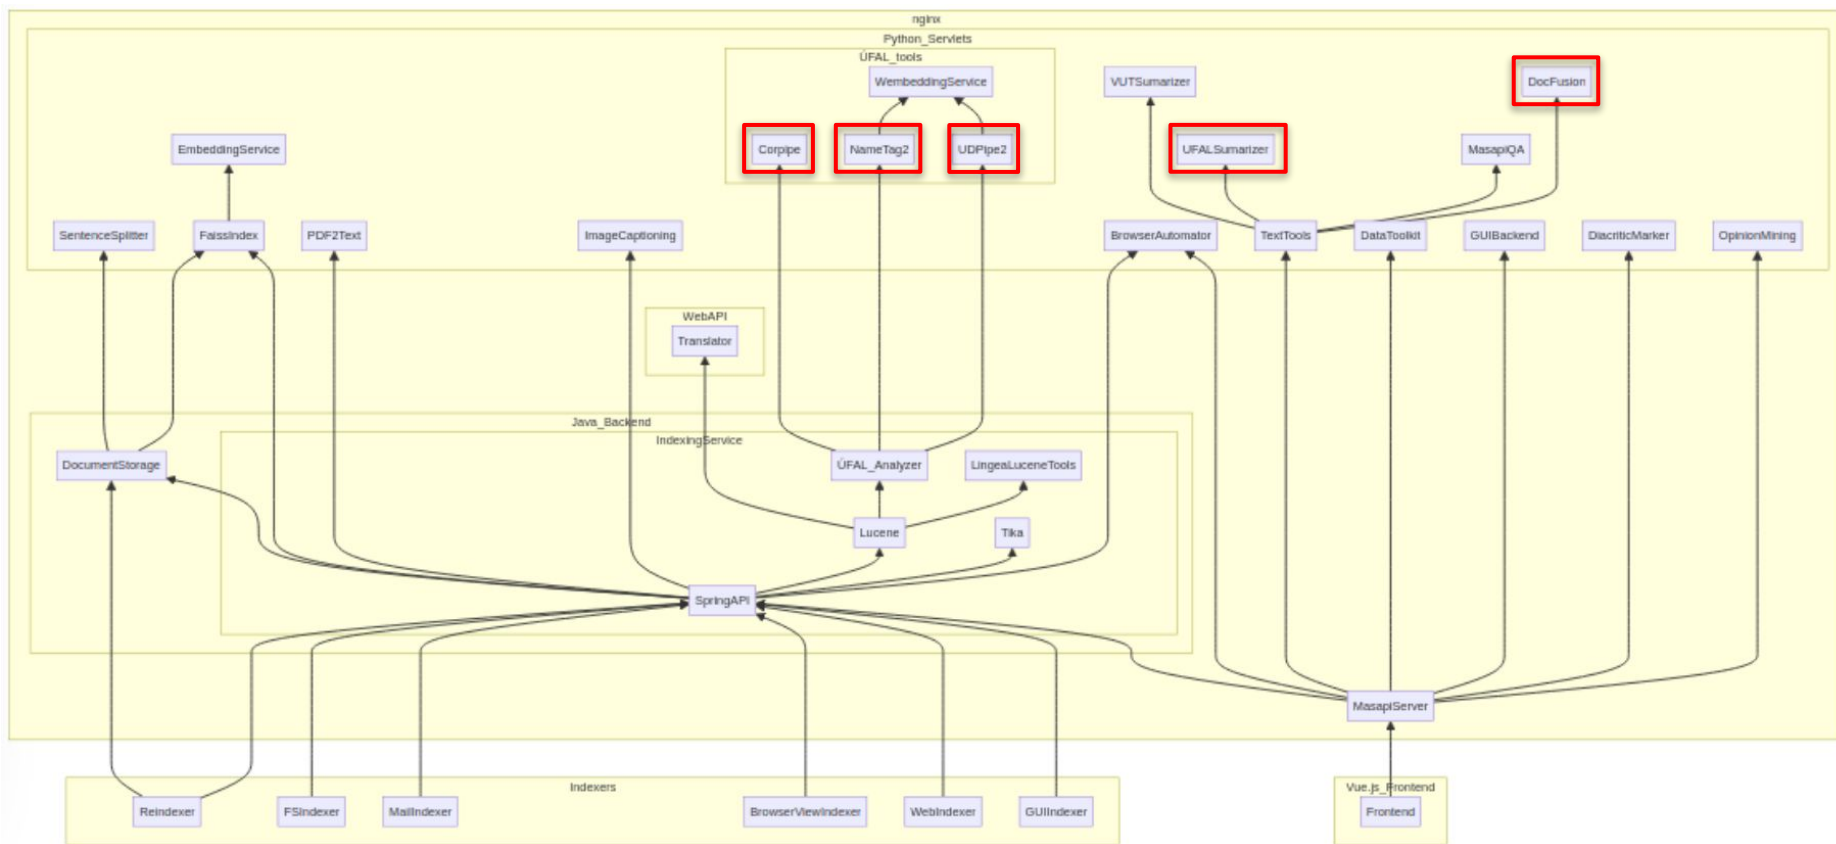 nginx
Python_Servlets
ÚFAL_tools
WembeddingService
VUTSumarizer
DocFusion
EmbeddingService
Corpipe
NameTag2
UDPipe2
UFALSumarizer
MasapiQA
SentenceSplitter
FaissIndex
PDF2Text
ImageCaptioning
BrowserAutomator
TextTools
DataToolkit
GUIBackend
DiacriticMarker
OpinionMining
WebAPI
Translator
Java_Backend
IndexingService
DocumentStorage
ÚFAL_Analyzer
LingeaLuceneTools
Lucene
Tika
SpringAPI
MasapiServer
Indexers
Vue.js_Frontend
Reindexer
FSIndexer
MailIndexer
BrowserViewIndexer
WebIndexer
GUIIndexer
Frontend